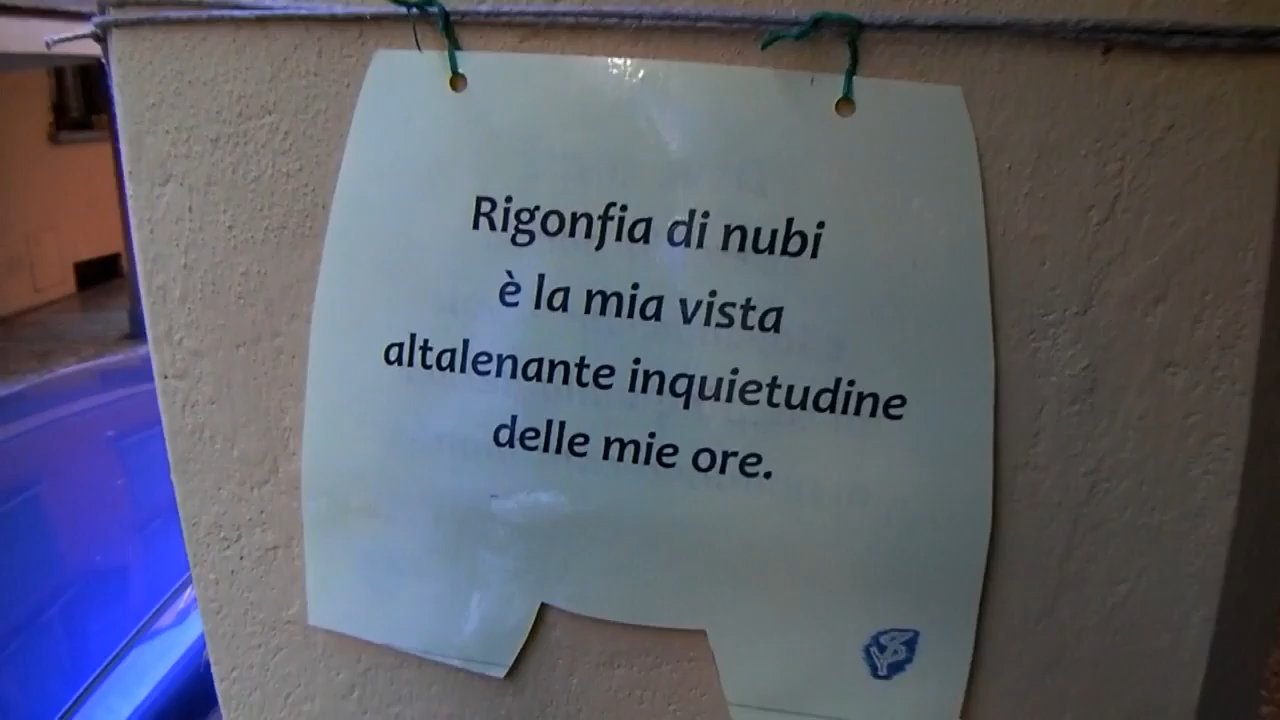 Rigonfia di nubi
è la mia vista
altalenante inquietudine
delle mie ore.